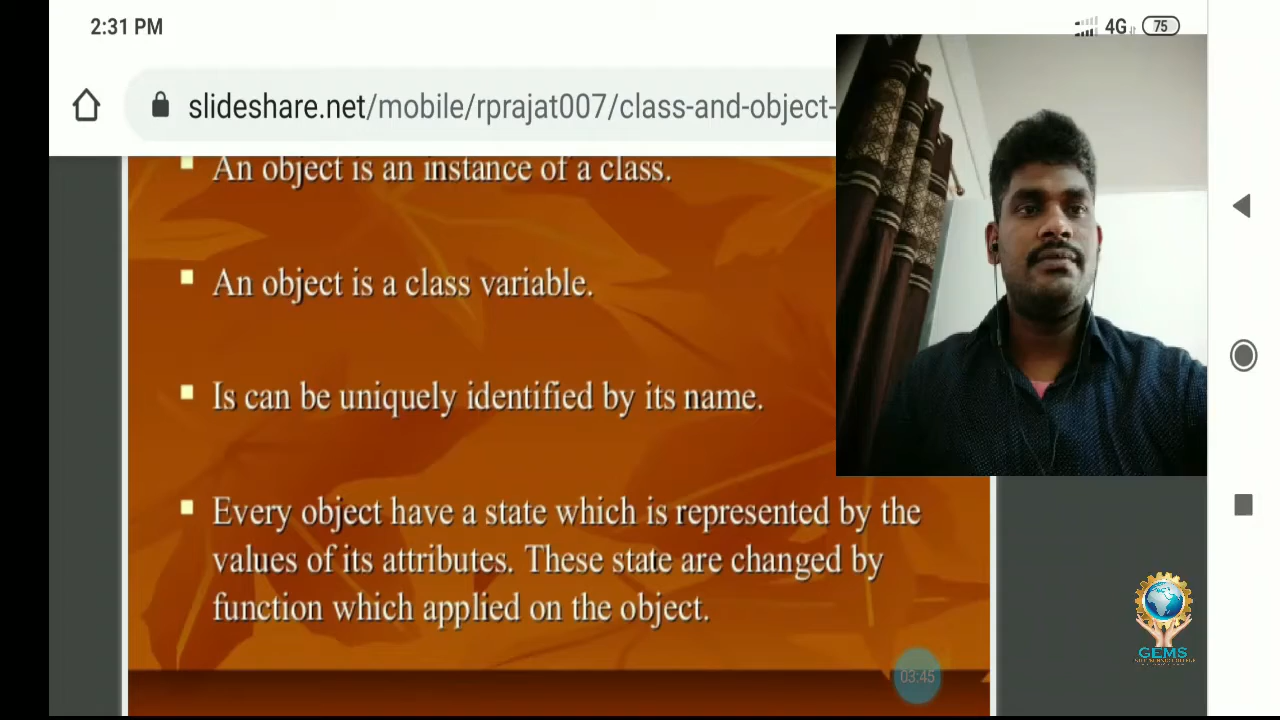 2:31 PM
4G
75
slideshare.net/mobile/rprajat007/class-and-object-
An object is an instance of a class.
An object is a class variable.
Is can be uniquely identified by its name.
Every object have a state which is represented by the
values of its attributes. These state are changed by
function which applied on the object.
03:45
GEMS